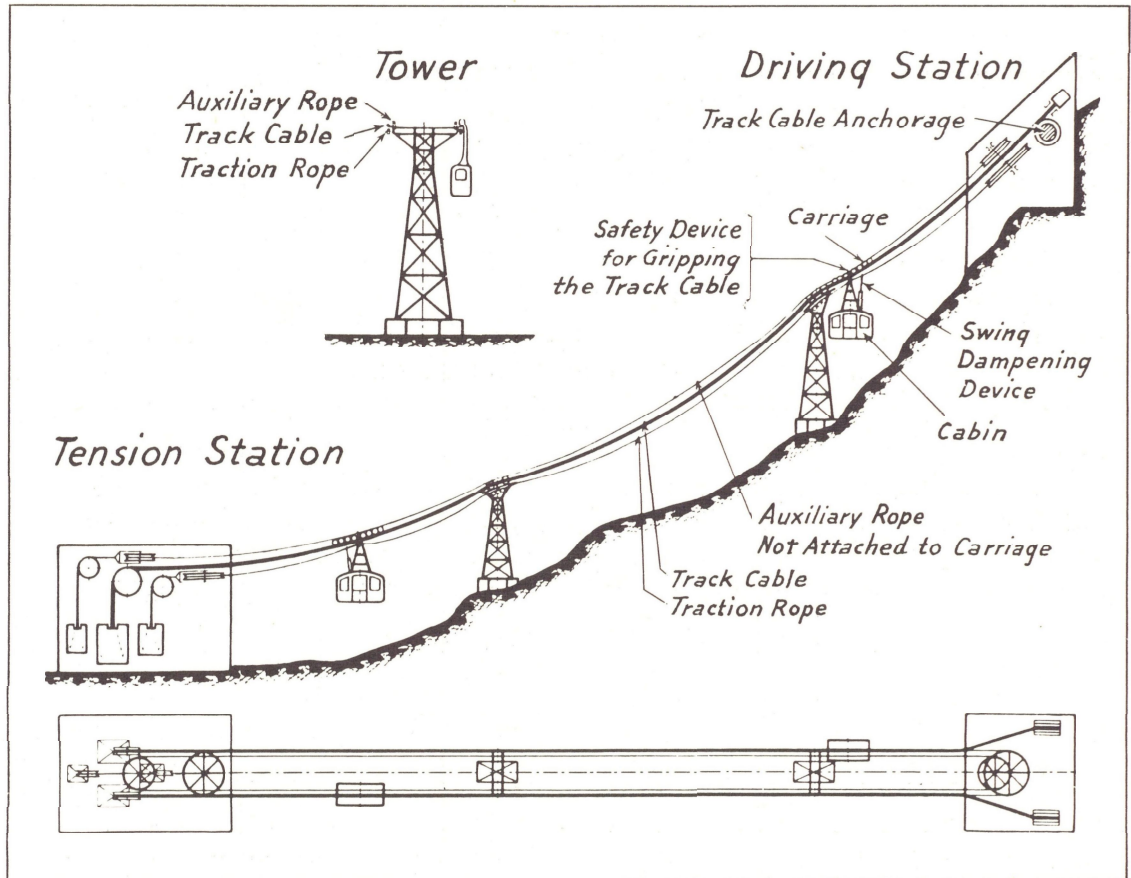 Tower
Auxiliary Rope
Track Cable
Traction Rope
Driving Station
Track Cable Anchorage
Carriage
Safety Device
for Gripping
the Track Cable
Swing
Dampening
Device
Cabin
Tension Station
Auxiliary Rope
Not Attached to Carriage
Track Cable
Traction Rope